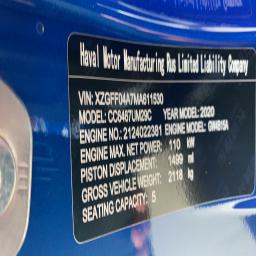 Haval Motor Manufacturing Rus Limited Liability Company
VIN: XZGFF04A7MA611630
MODEL: CC6467UM29C YEAR MODEL: 2020
ENGINE NO.: 2124022381 ENGINE MODEL: GW4B15A
ENGINE MAX. NET POWER: 110 kW
PISTON DISPLACEMENT: 1499 ml
GROSS VEHICLE WEIGHT: 2118 kg
SEATING CAPACITY: 5